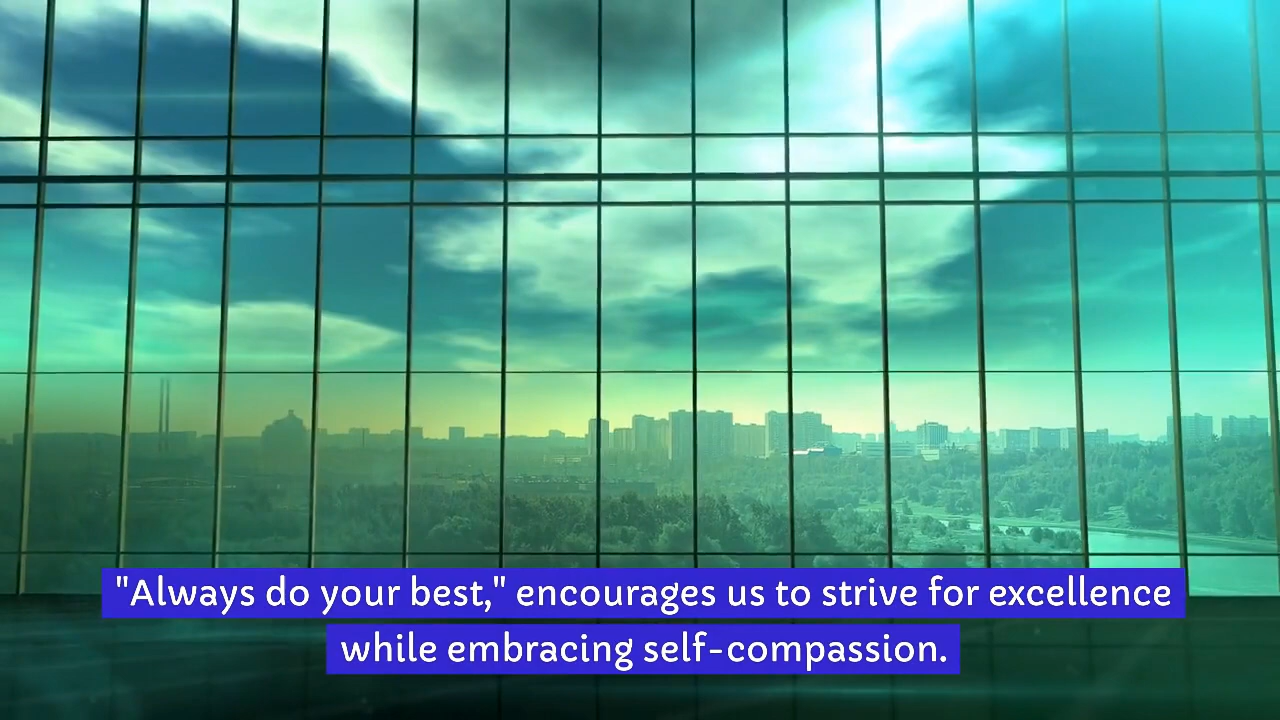 "Always do your best," encourages us to strive for excellence
while embracing self-compassion.